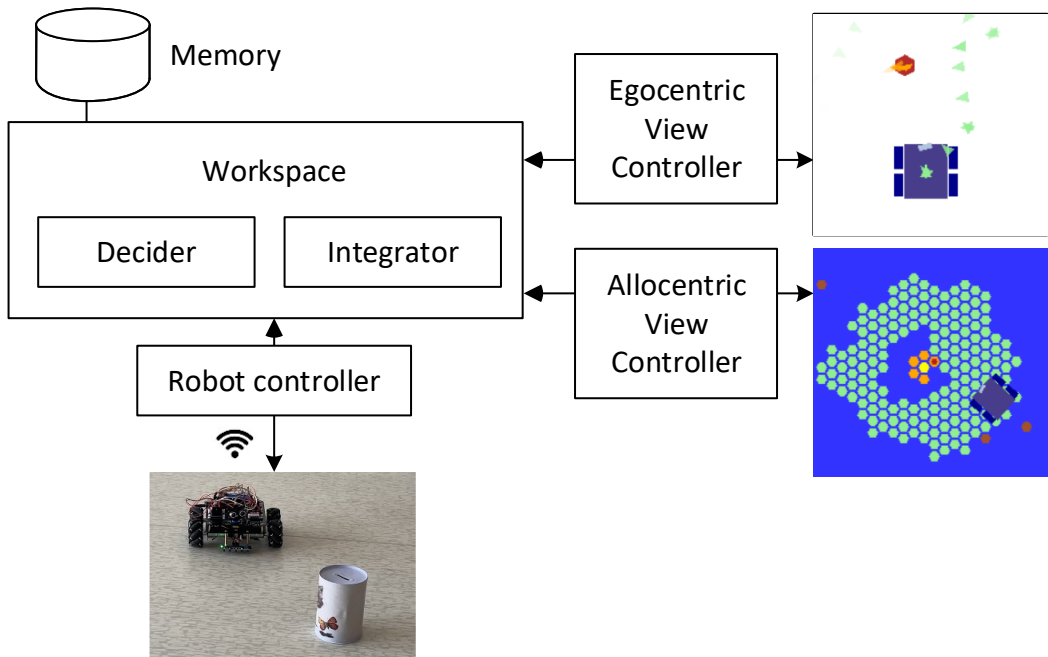 Memory
Workspace
Decider
Integrator
Egocentric
View
Controller
Allocentric
View
Controller
Robot controller